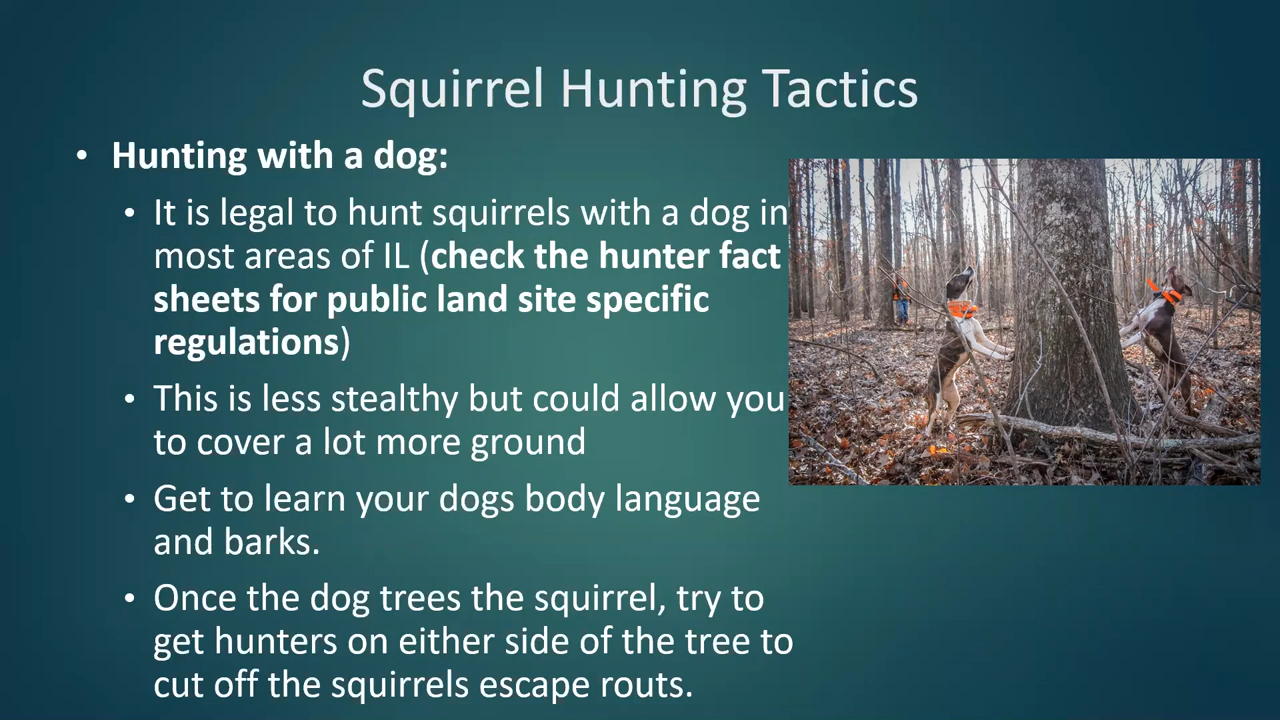 Squirrel Hunting Tactics
• Hunting with a dog:
• It is legal to hunt squirrels with a dog in
most areas of IL (check the hunter fact
sheets for public land site specific
regulations)
• This is less stealthy but could allow you
to cover a lot more ground
• Get to learn your dogs body language
and barks.
• Once the dog trees the squirrel, try to
get hunters on either side of the tree to
cut off the squirrels escape routs.